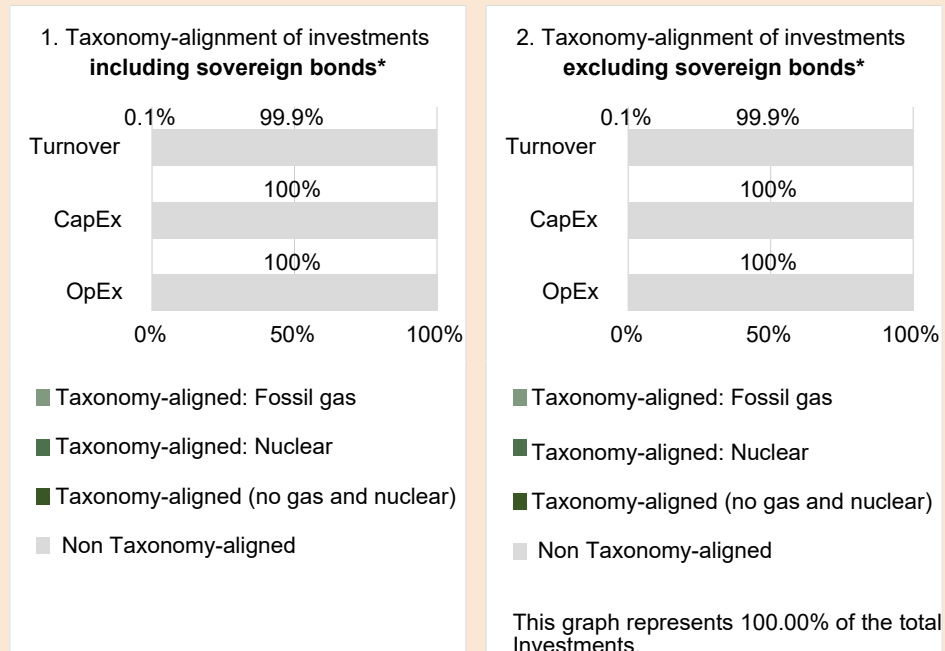 1. Taxonomy-alignment of investments
including sovereign bonds*
0.1% 99.9%
Turnover
100%
CapEx
100%
OpEx
0% 50% 100%
Taxonomy-aligned: Fossil gas
Taxonomy-aligned: Nuclear
Taxonomy-aligned (no gas and nuclear)
Non Taxonomy-aligned
2. Taxonomy-alignment of investments
excluding sovereign bonds*
0.1% 99.9%
Turnover
100%
CapEx
100%
OpEx
0% 50% 100%
Taxonomy-aligned: Fossil gas
Taxonomy-aligned: Nuclear
Taxonomy-aligned (no gas and nuclear)
Non Taxonomy-aligned
This graph represents 100.00% of the total
Investments.